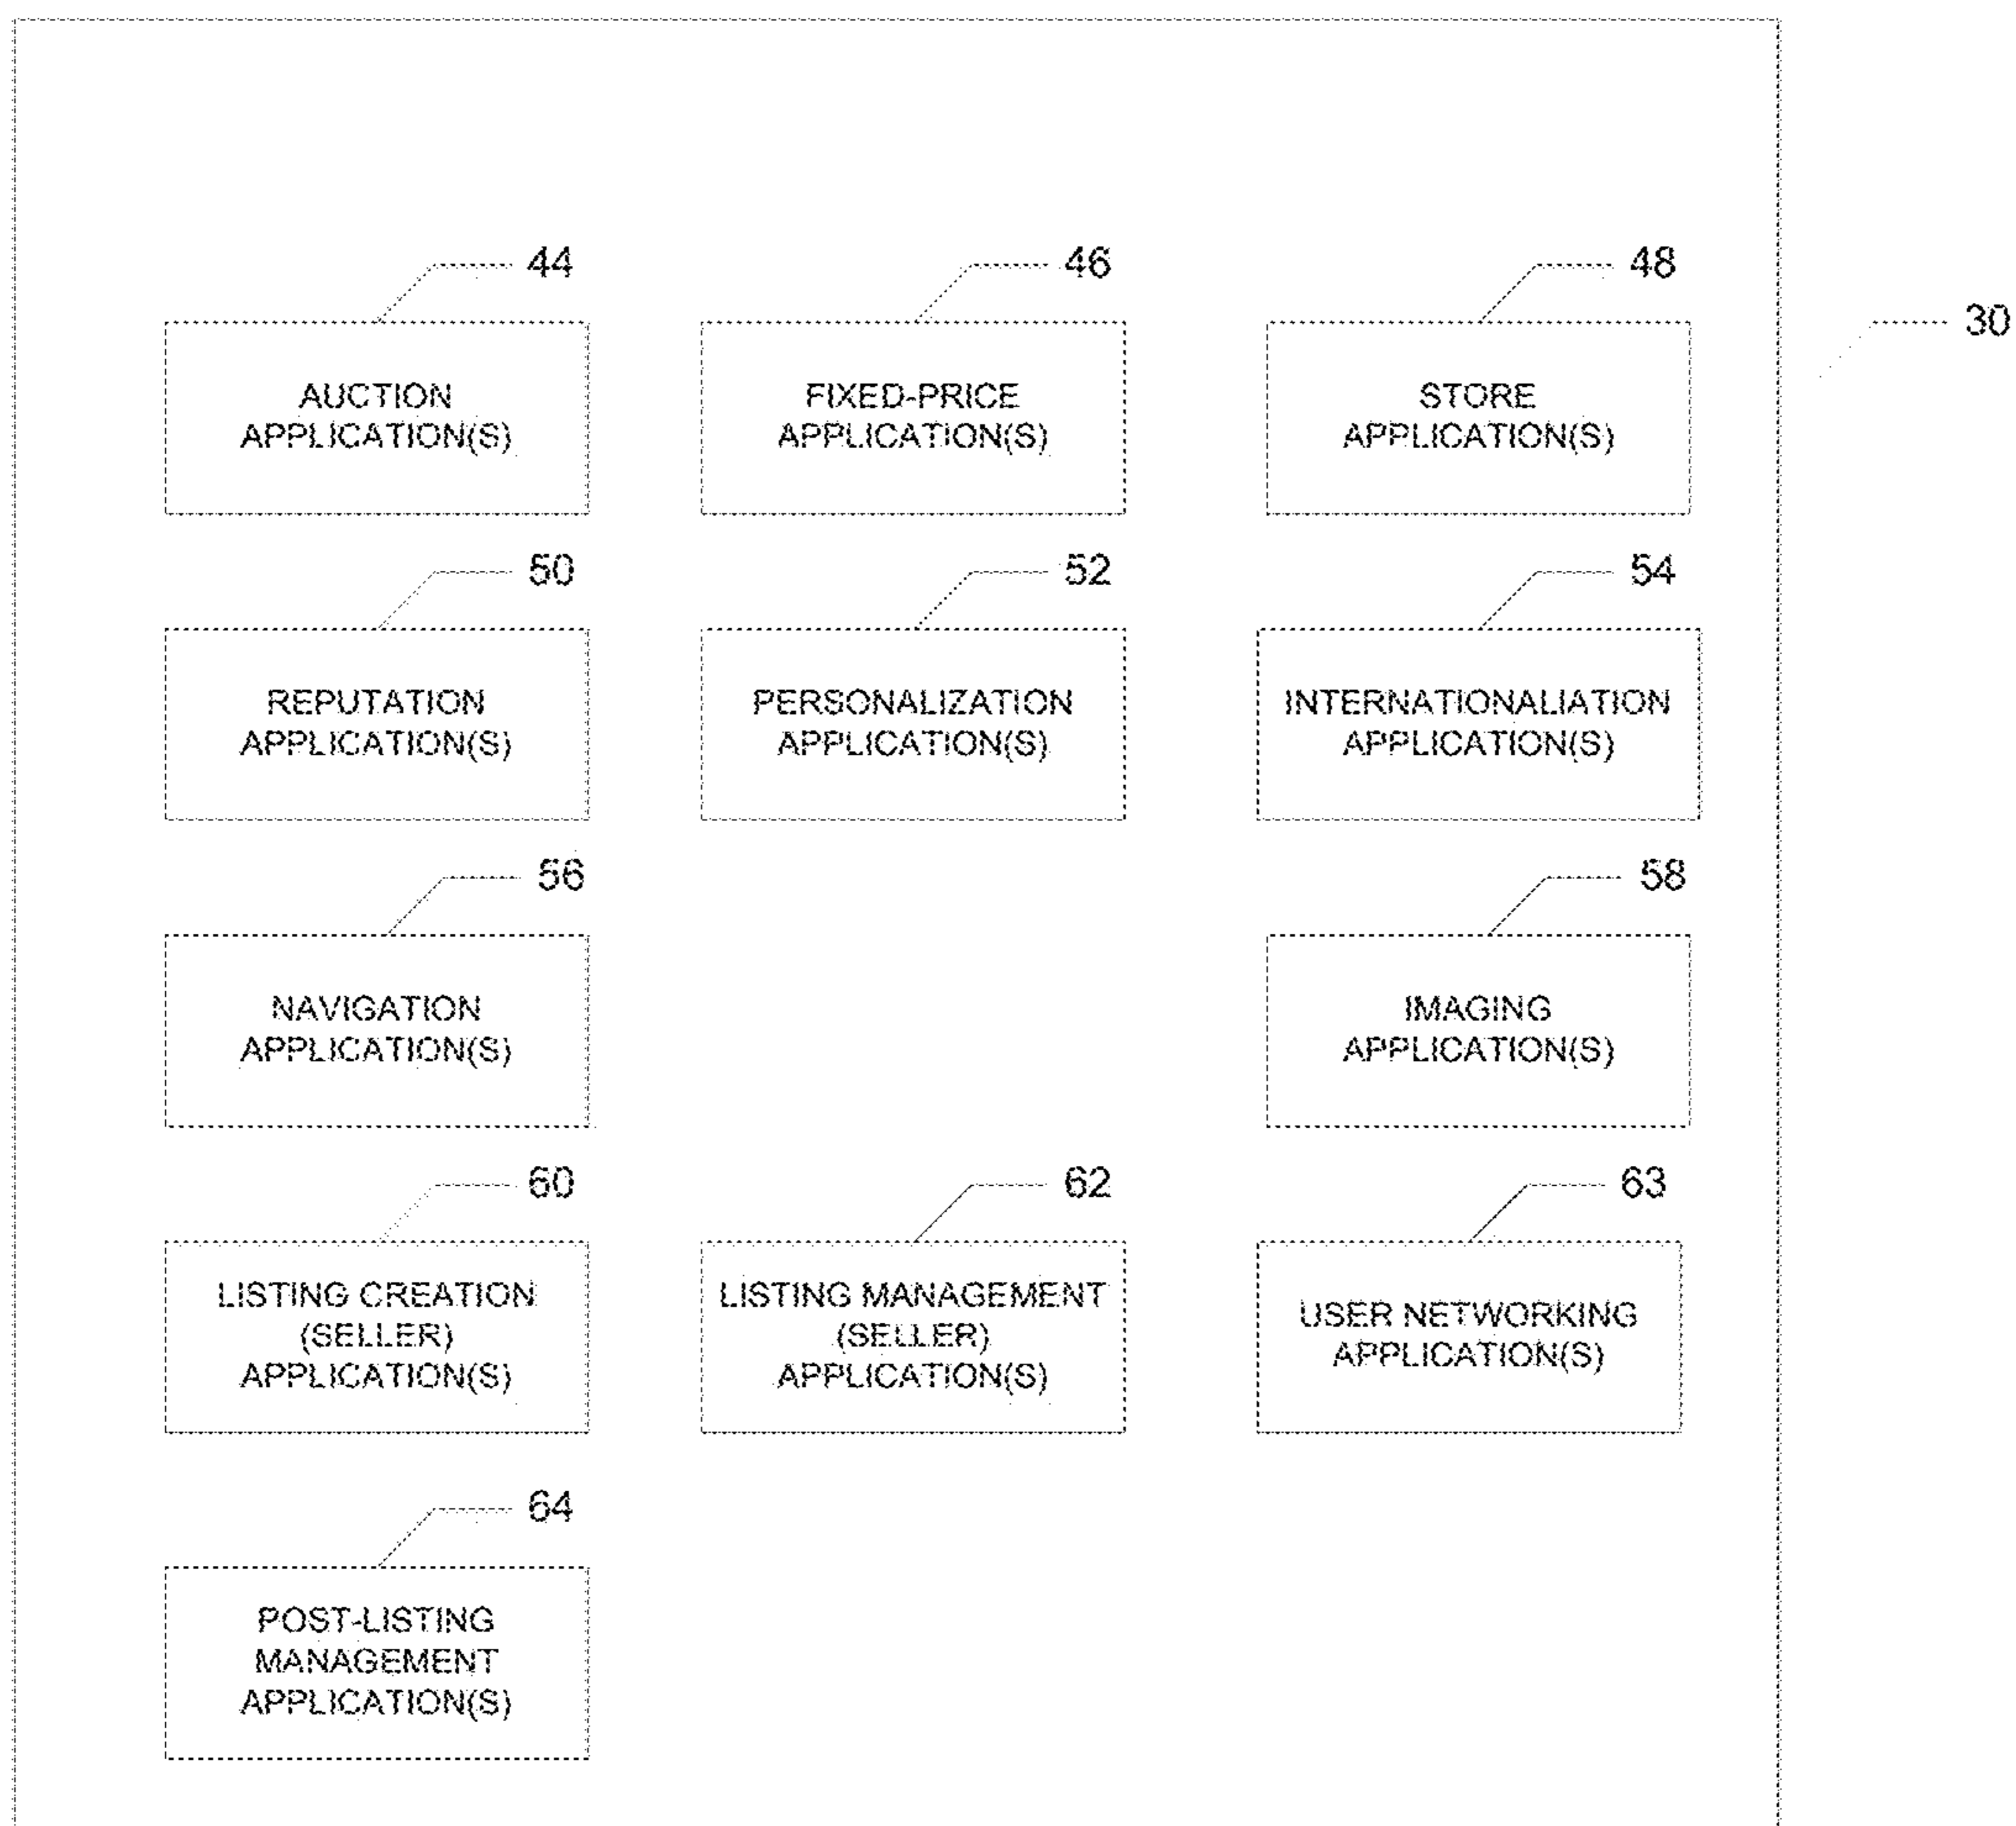 44
46
48
30
AUCTION
APPLICATION(S)
FIXED-PRICE
APPLICATION(S)
STORE
APPLICATION(S)
50
52
54
REPUTATION
APPLICATION(S)
PERSONALIZATION
APPLICATION(S)
INTERNATIONALIATION
APPLICATION(S)
56
58
NAVIGATION
APPLICATION(S)
IMAGING
APPLICATION(S)
60
62
63
LISTING CREATION
(SELLER)
APPLICATION(S)
LISTING MANAGEMENT
(SELLER)
APPLICATION(S)
USER NETWORKING
APPLICATION(S)
64
POST-LISTING
MANAGEMENT
APPLICATION(S)